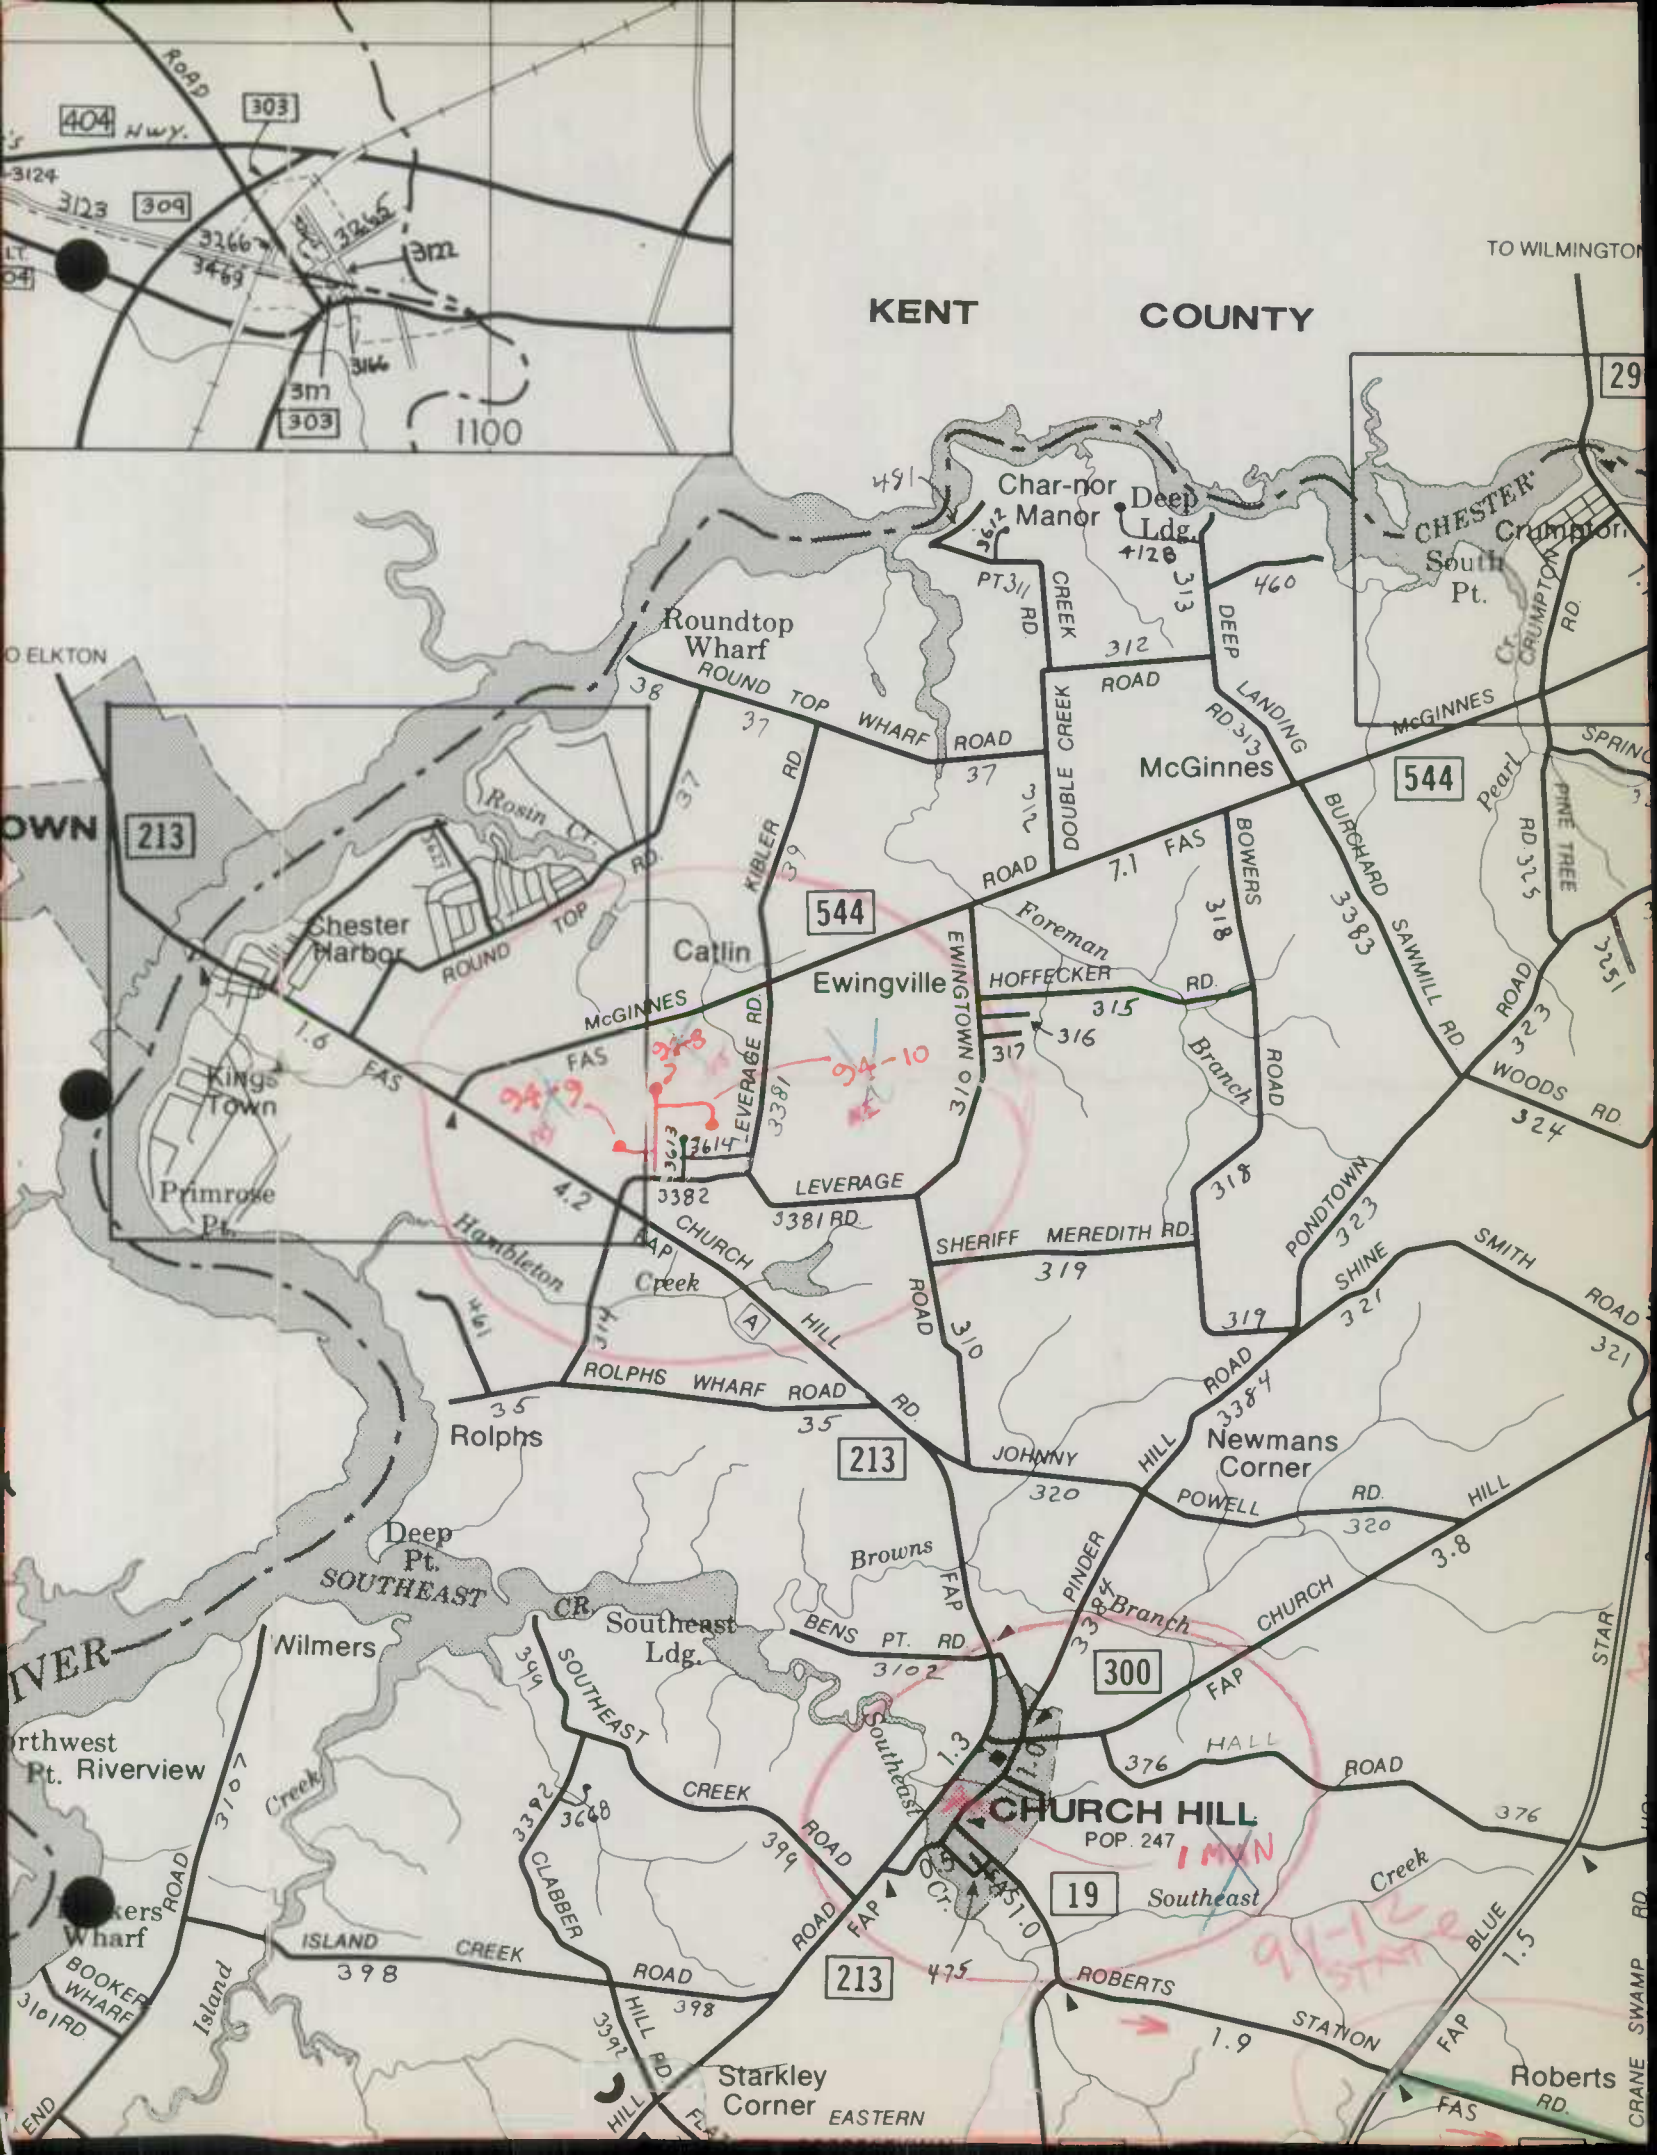 ROAD
303
404 HWY.
3124
3123
309
3266
3265
3469
3m
LT.
04
3166
3m
303
1100
KENT COUNTY
TO WILMINGTON
29
481
Char-nor
Manor
Deep
Ldg.
3612
4128
PT311
RD.
CREEK
313
460
DEEP
CHESTER
Crumpton
South
Pt.
CRUMPTON
RD.
Cr.
O ELKTON
Roundtop
Wharf
38
ROUND TOP WHARF ROAD
37
37
37
312
ROAD
DOUBLE CREEK
312
LANDING
RD.313
McGinnes
McGINNES
544
SPRING
Pearl
PINE TREE
RD.325
OWN
213
Rosin Cr.
KIBLER RD.
39
ROAD
7.1 FAS
BOWERS
318
BURCHARD SAWMILL RD.
3383
3251
Chester
Harbor
ROUND TOP RD.
544
Catlin
Foreman
Branch
Ewingville
EWINGTOWN
HOFFECKER RD.
315
316
317
310
ROAD
323
ROAD
McGINNES
FAS
1.6
FAS
Kings
Town
94-8
94-9
94-10
LEVERAGE RD.
3381
3613
3614
3382
LEVERAGE
3381 RD.
WOODS RD.
324
318
Primrose
Pt.
4.2
Hambleton
Creek
FAP
CHURCH HILL RD.
A
SHERIFF MEREDITH RD.
319
319
PONDTOWN
323
SHINE SMITH ROAD
321
321
461
314
ROAD
310
ROLPHS WHARF ROAD
35
35
Rolphs
213
JOHNNY
320
POWELL RD.
320
PINDER HILL ROAD
3384
3384
Newmans
Corner
HILL
3.8
CHURCH
Deep
Pt.
SOUTHEAST
CR.
Browns
Branch
FAP
Southeast
Ldg.
BENS PT. RD.
3102
300
FAP
STAR
IVER
Wilmers
399
SOUTHEAST
CREEK
ROAD
399
Southeast
Cr.
1.3
1.0
376
HALL ROAD
376
rthwest
Pt.
Riverview
3107
ROAD
Creek
3392
3668
CLABBER
CHURCH HILL
POP. 247
1 MAN
0.5
FAS 1.0
19
Southeast
Creek
94-12
STATE
BLUE
1.5
kers
Wharf
BOOKER
WHARF
3101 RD.
ISLAND CREEK ROAD
398
398
Island
ROAD
FAP
213
475
ROBERTS STATION
1.9
FAP
HILL RD.
3392
Starkley
Corner
EASTERN
Roberts
RD.
FAS
CRANE SWAMP RD.
END
HILL